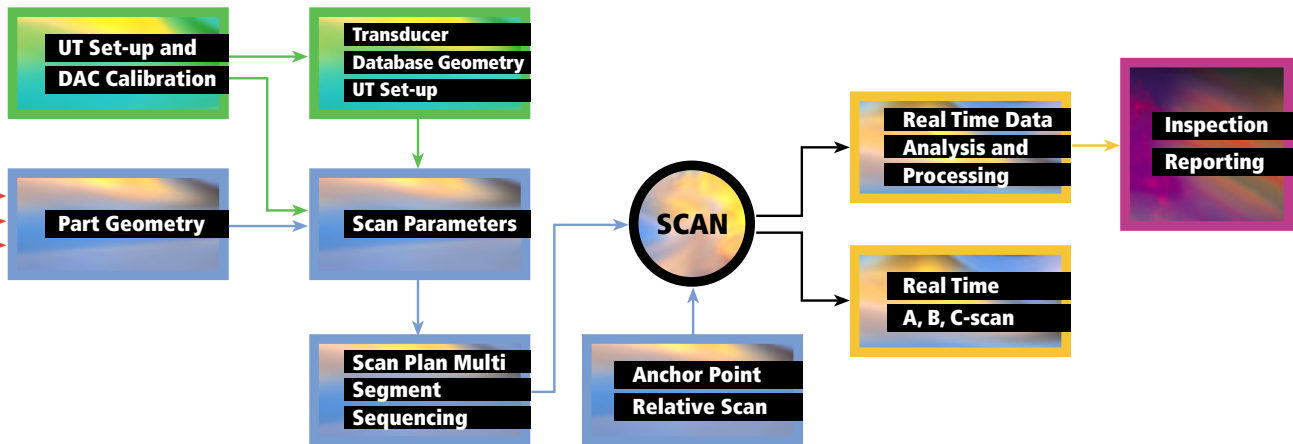 UT Set-up and
DAC Calibration
Transducer
Database Geometry
UT Set-up
Part Geometry
Scan Parameters
Scan Plan Multi
Segment
Sequencing
SCAN
Anchor Point
Relative Scan
Real Time Data
Analysis and
Processing
Real Time
A, B, C-scan
Inspection
Reporting